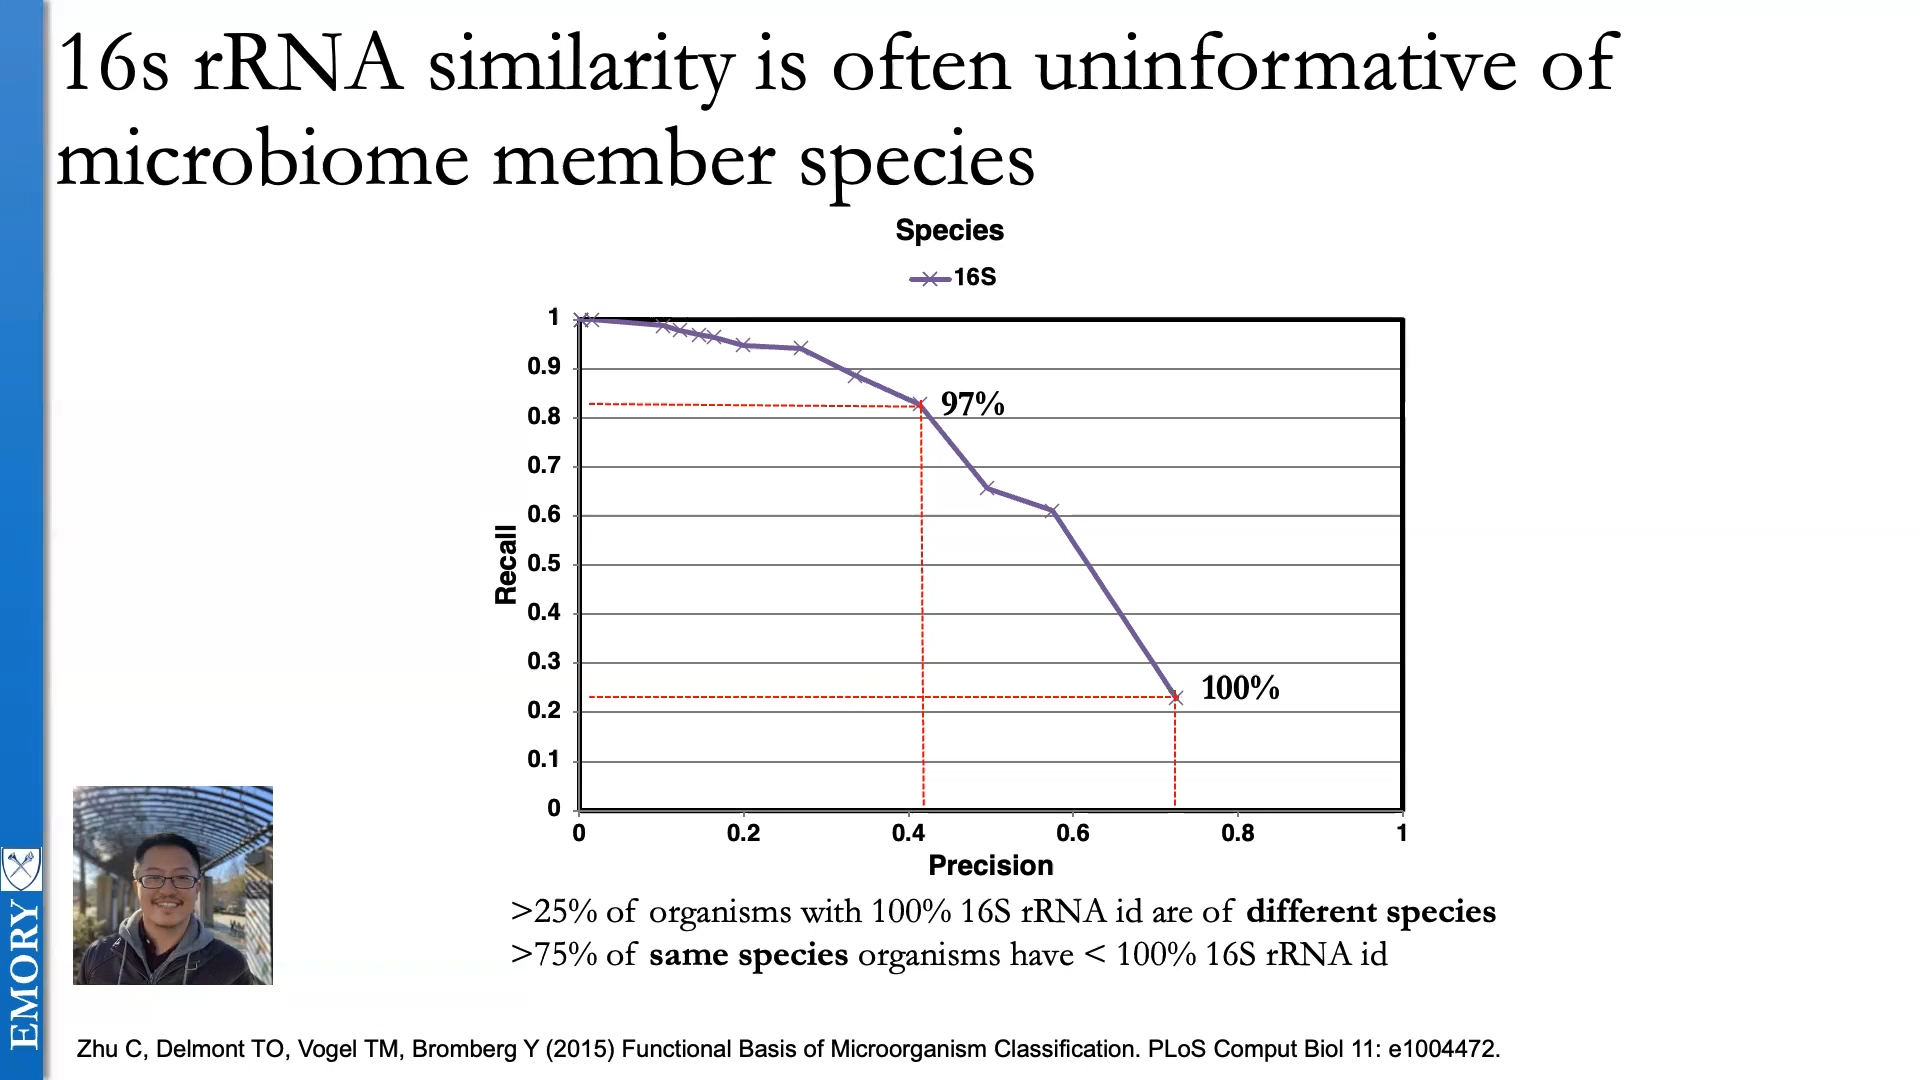 16s rRNA similarity is often uninformative of
microbiome member species
Species
16S
1
0.9
0.8
0.7
0.6
0.5
0.4
0.3
0.2
0.1
0
Recall
97%
100%
0 0.2 0.4 0.6 0.8 1
Precision
>25% of organisms with 100% 16S rRNA id are of different species
>75% of same species organisms have < 100% 16S rRNA id
EMORY
Zhu C, Delmont TO, Vogel TM, Bromberg Y (2015) Functional Basis of Microorganism Classification. PLoS Comput Biol 11: e1004472.